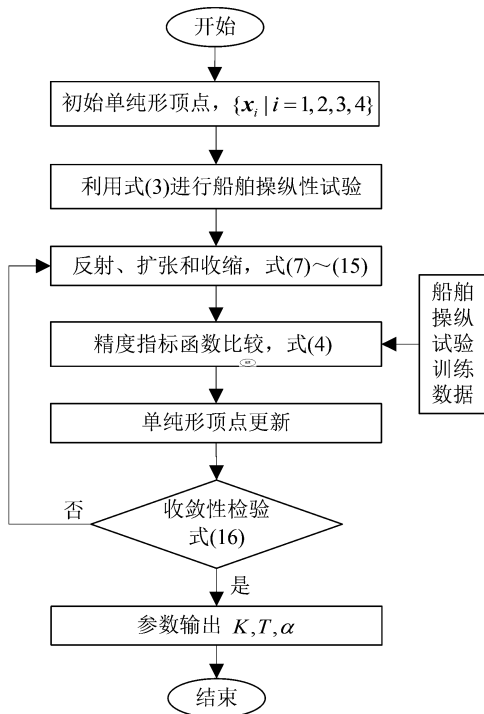 开始
初始单纯形顶点，{x_i | i = 1,2,3,4}
利用式(3)进行船舶操纵性试验
反射、扩张和收缩，式(7)～(15)
精度指标函数比较，式(4)
船舶
操纵
试验
训练
数据
单纯形顶点更新
收敛性检验
式(16)
否
是
参数输出 K,T,α
结束